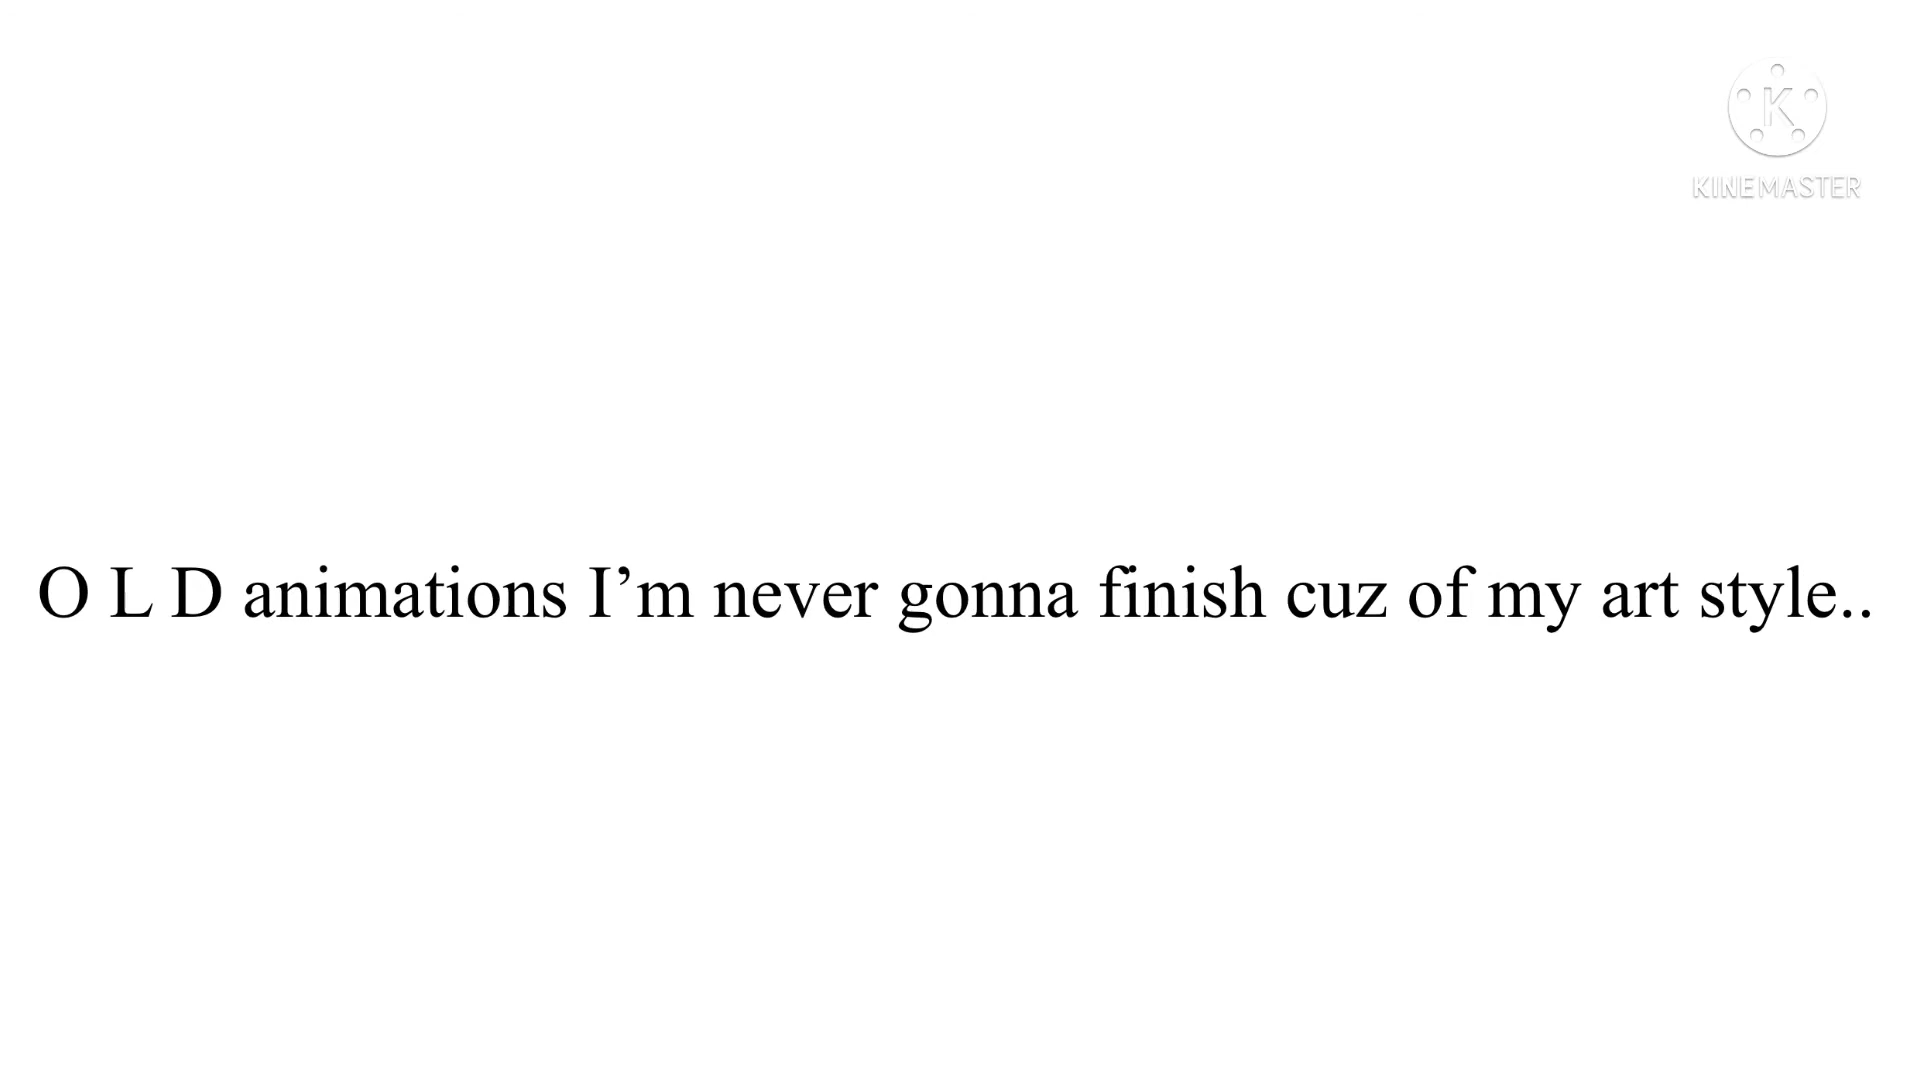 K
KINEMASTER
O L D animations I’m never gonna finish cuz of my art style..